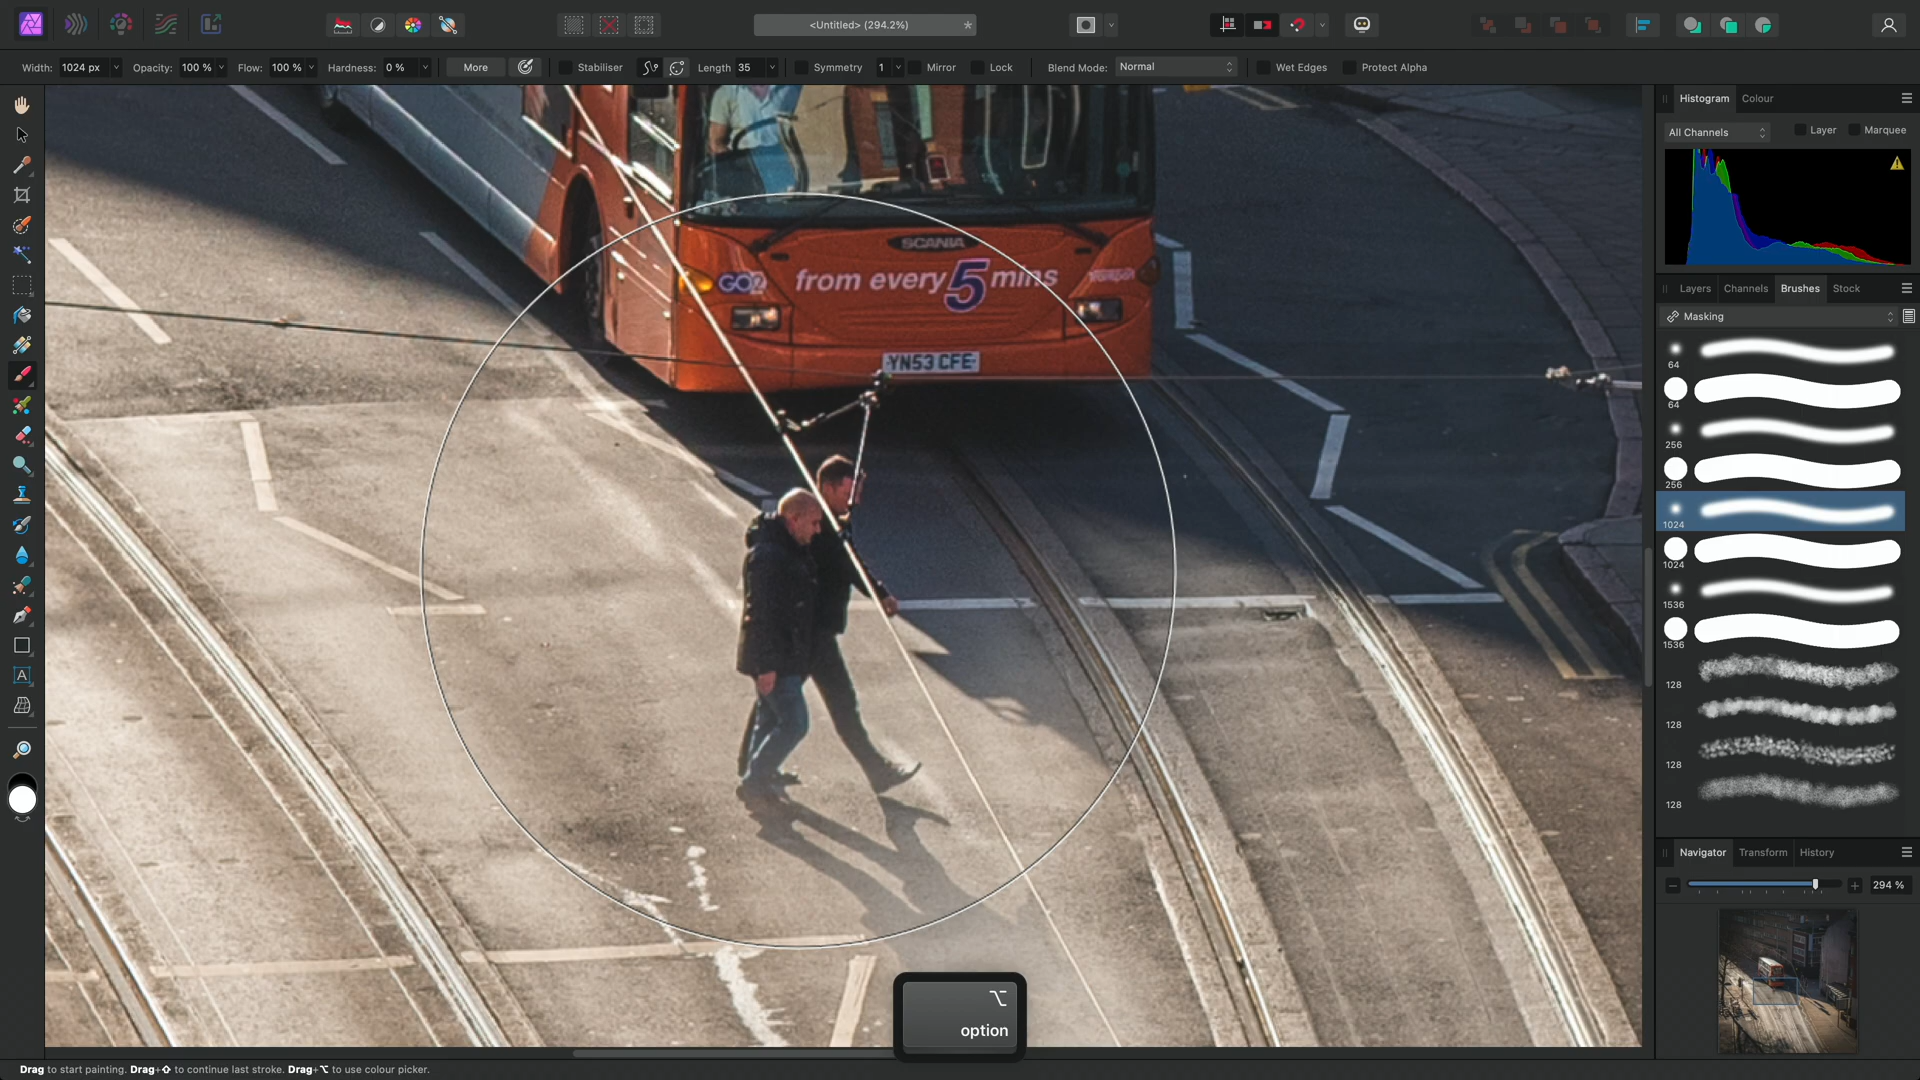 <Untitled> (294.2%)
Width: 1024 px Opacity: 100 % Flow: 100 % Hardness: 0 % More Stabiliser Length 35 Symmetry 1 Mirror Lock Blend Mode: Normal Wet Edges Protect Alpha
Histogram Colour
All Channels Layer Marquee
SCANIA
GO2 from every 5 mins
YN53 CFE
Layers Channels Brushes Stock
Masking
64
64
256
256
1024
1024
1536
1536
128
128
128
128
Navigator Transform History
294 %
⌥
option
Drag to start painting. Drag+⇧ to continue last stroke. Drag+⌥ to use colour picker.